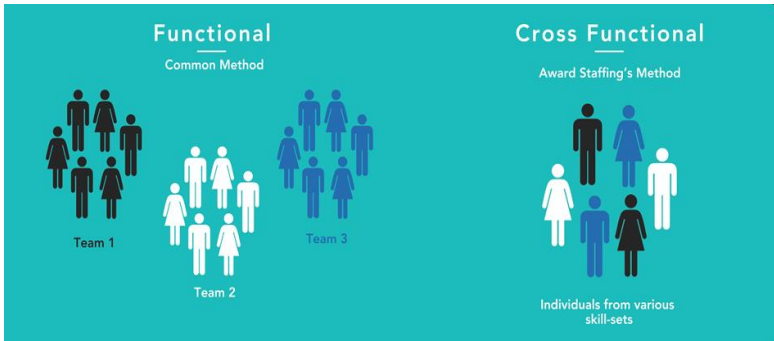 Functional
Common Method
Team 1
Team 2
Team 3
Cross Functional
Award Staffing's Method
Individuals from various
skill-sets